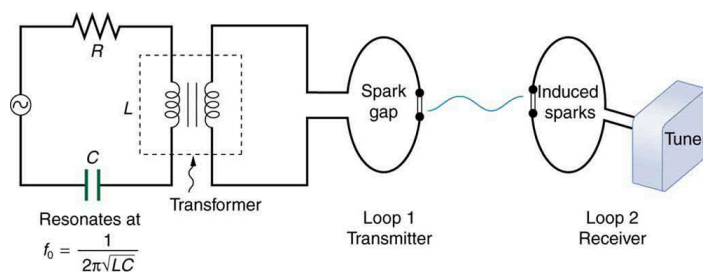 R
L
C
Transformer
Resonates at
f₀ = 1 / 2π√LC
Spark
gap
Induced
sparks
Tune
Loop 1
Transmitter
Loop 2
Receiver